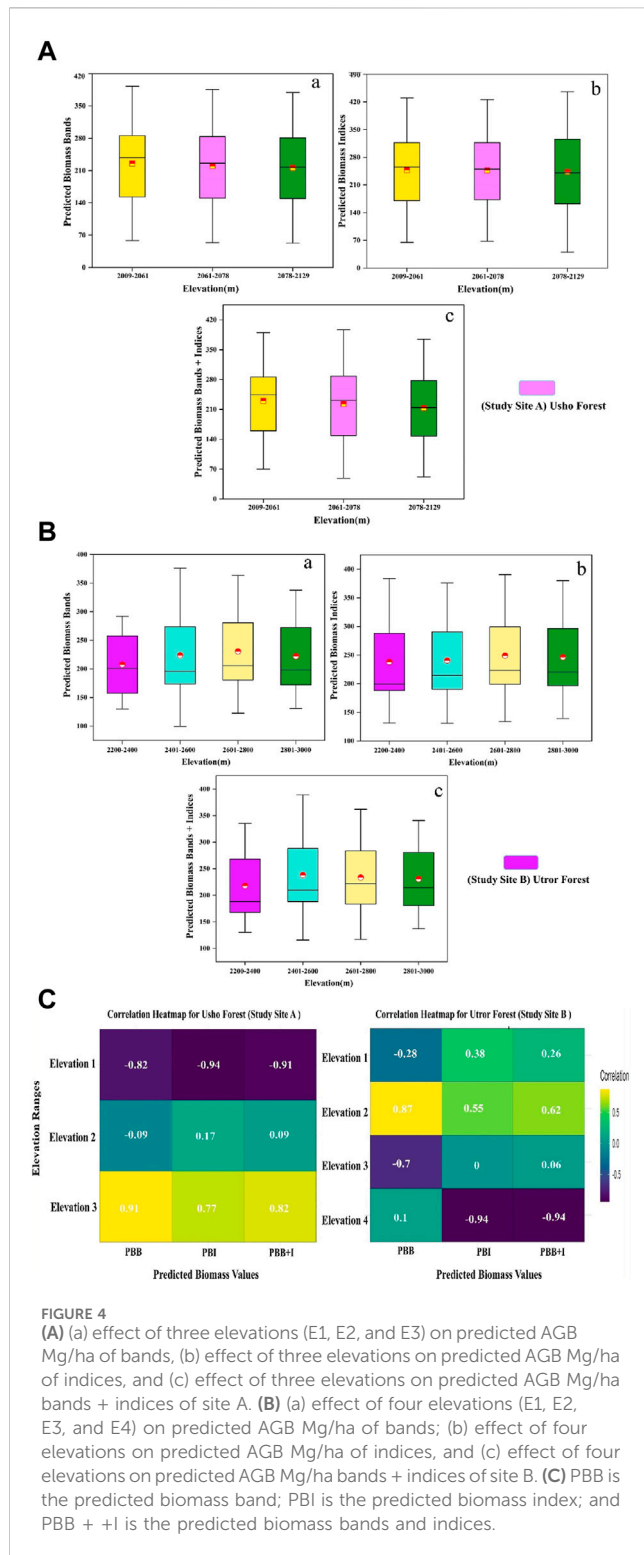 A
a
Predicted Biomass Bands
420
350
280
210
140
70
0
2009-2061
2061-2078
2078-2129
Elevation(m)
b
Predicted Biomass Indices
490
420
350
280
210
140
70
0
2009-2061
2061-2078
2078-2129
Elevation(m)
c
Predicted Biomass Bands + Indices
420
350
280
210
140
70
0
2009-2061
2061-2078
2078-2129
Elevation(m)
(Study Site A) Usho Forest
B
a
Predicted Biomass Bands
400
350
300
250
200
150
100
2200-2400
2401-2600
2601-2800
2801-3000
Elevation(m)
b
Predicted Biomass Indices
400
350
300
250
200
150
100
2200-2400
2401-2600
2601-2800
2801-3000
Elevation(m)
c
Predicted Biomass Bands + Indices
400
350
300
250
200
150
100
2200-2400
2401-2600
2601-2800
2801-3000
Elevation(m)
(Study Site B) Utror Forest
C
Correlation Heatmap for Usho Forest (Study Site A )
Elevation Ranges
Elevation 1
-0.82
-0.94
-0.91
Elevation 2
-0.09
0.17
0.09
Elevation 3
0.91
0.77
0.82
PBB
PBI
PBB+I
Predicted Biomass Values
Correlation Heatmap for Utror Forest (Study Site B )
Elevation 1
-0.28
0.38
0.26
Elevation 2
0.87
0.55
0.62
Elevation 3
-0.7
0
0.06
Elevation 4
0.1
-0.94
-0.94
PBB
PBI
PBB+I
Predicted Biomass Values
Correlation
0.5
0.0
-0.5
FIGURE 4
(A) (a) effect of three elevations (E1, E2, and E3) on predicted AGB
Mg/ha of bands, (b) effect of three elevations on predicted AGB Mg/ha
of indices, and (c) effect of three elevations on predicted AGB Mg/ha
bands + indices of site A. (B) (a) effect of four elevations (E1, E2,
E3, and E4) on predicted AGB Mg/ha of bands; (b) effect of four
elevations on predicted AGB Mg/ha of indices, and (c) effect of four
elevations on predicted AGB Mg/ha bands + indices of site B. (C) PBB is
the predicted biomass band; PBI is the predicted biomass index; and
PBB + +I is the predicted biomass bands and indices.